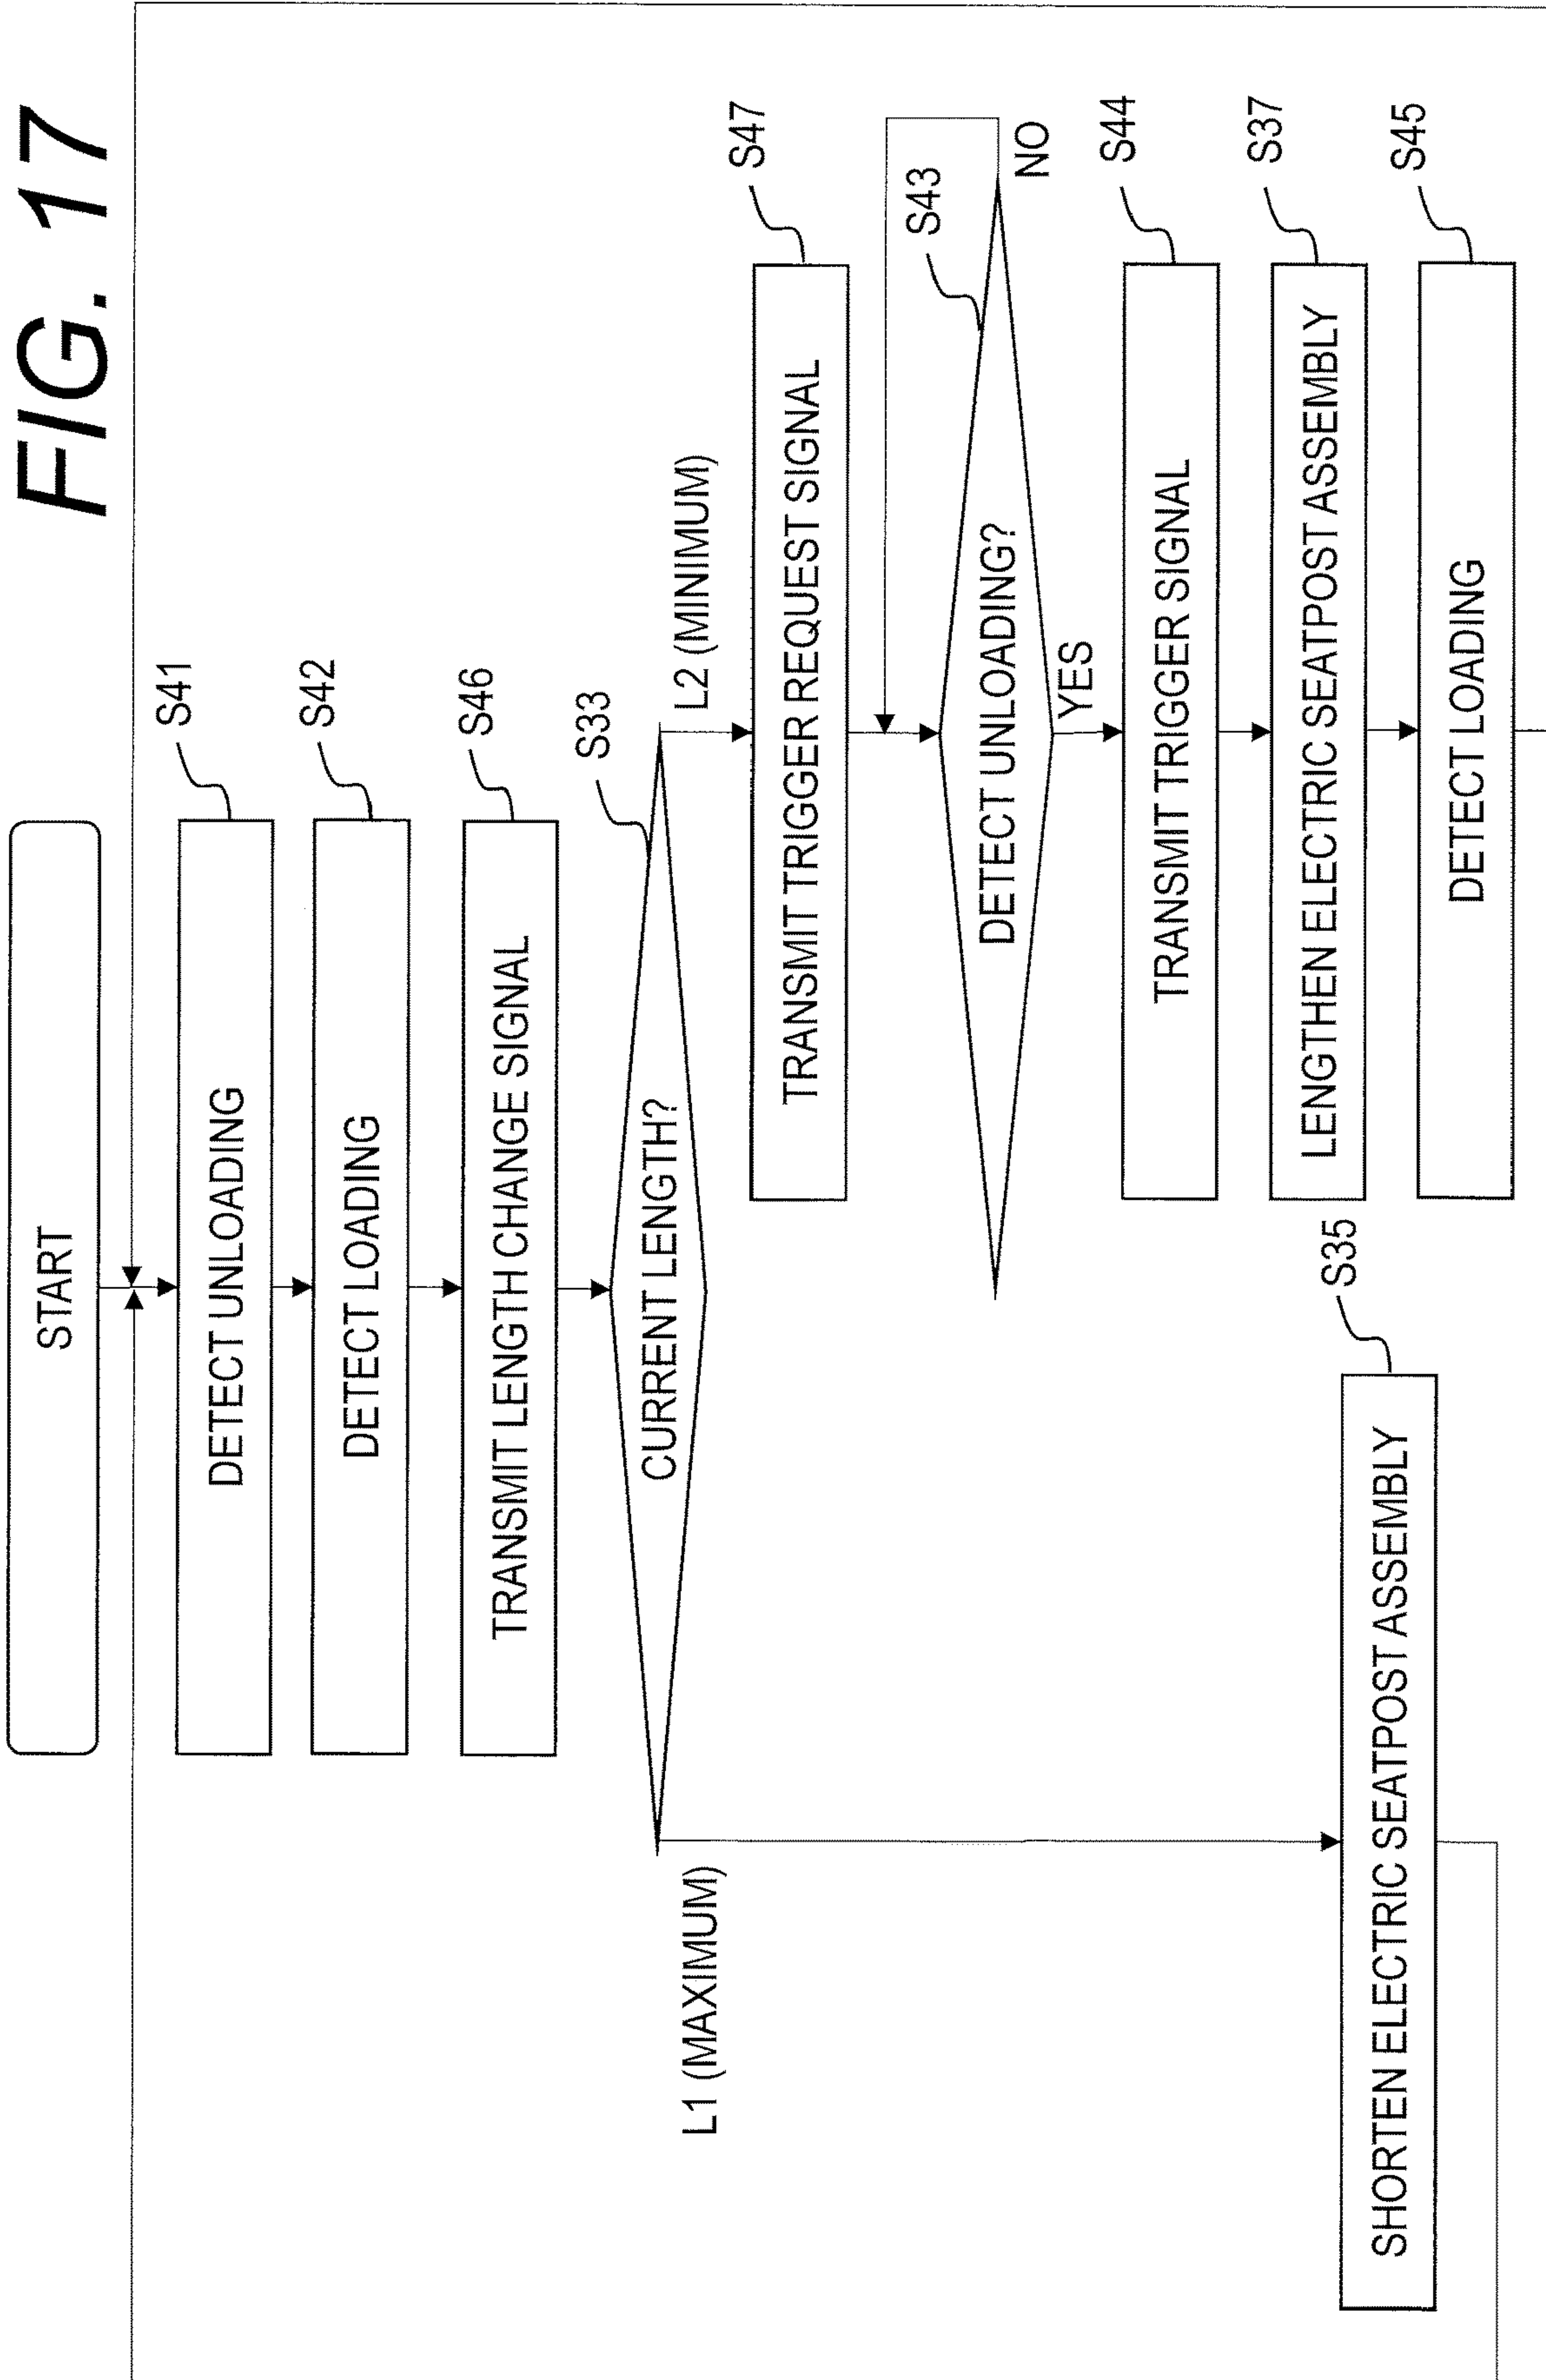 FIG. 17
START
DETECT UNLOADING
S41
DETECT LOADING
S42
TRANSMIT LENGTH CHANGE SIGNAL
S46
CURRENT LENGTH?
S33
L1 (MAXIMUM)
L2 (MINIMUM)
TRANSMIT TRIGGER REQUEST SIGNAL
S47
DETECT UNLOADING?
S43
NO
YES
TRANSMIT TRIGGER SIGNAL
S44
LENGTHEN ELECTRIC SEATPOST ASSEMBLY
S37
SHORTEN ELECTRIC SEATPOST ASSEMBLY
S35
DETECT LOADING
S45